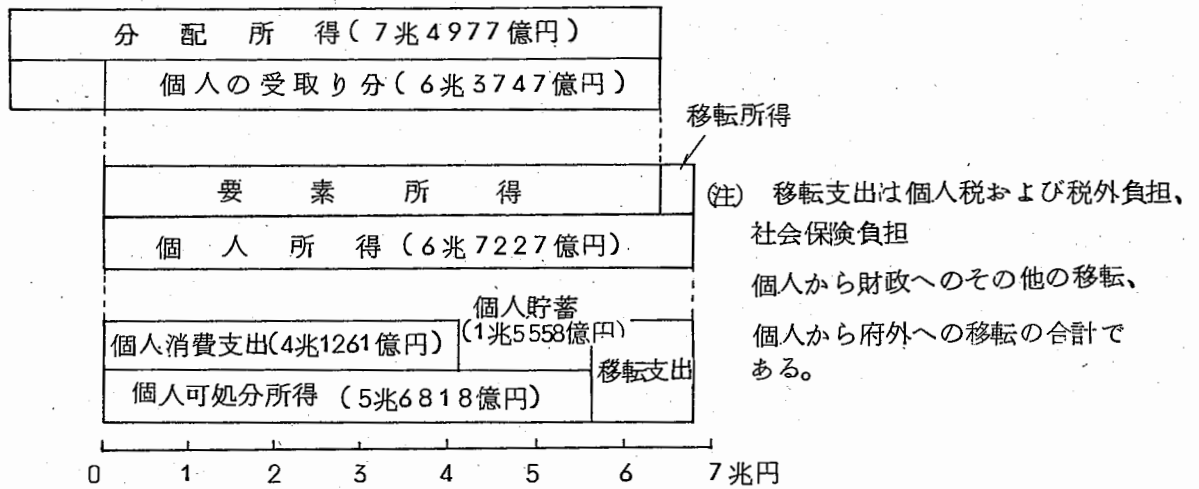 分配所得(7兆4977億円)
個人の受取り分(6兆3747億円)
移転所得
要素所得
個人所得(6兆7227億円)
(注) 移転支出は個人税および税外負担、
社会保険負担
個人から財政へのその他の移転、
個人から府外への移転の合計で
ある。
個人貯蓄
(1兆5558億円)
個人消費支出(4兆1261億円)
移転支出
個人可処分所得(5兆6818億円)
0 1 2 3 4 5 6 7兆円